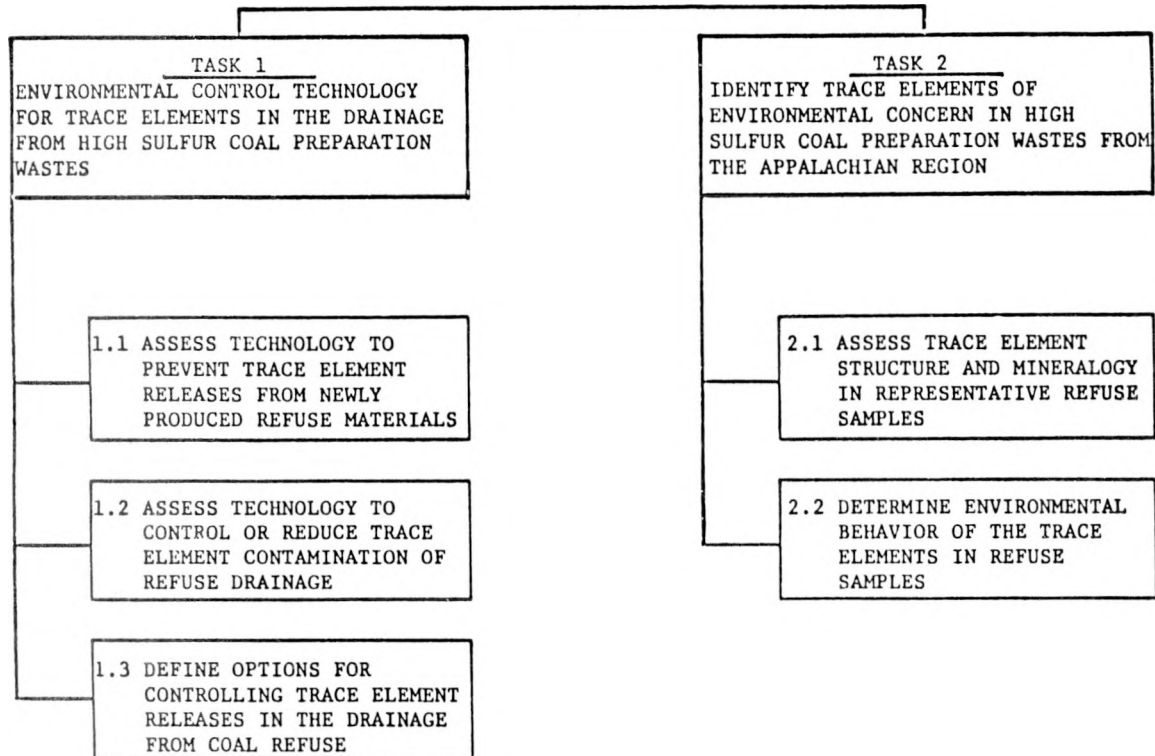 TASK 1
ENVIRONMENTAL CONTROL TECHNOLOGY
FOR TRACE ELEMENTS IN THE DRAINAGE
FROM HIGH SULFUR COAL PREPARATION
WASTES
1.1 ASSESS TECHNOLOGY TO
PREVENT TRACE ELEMENT
RELEASES FROM NEWLY
PRODUCED REFUSE MATERIALS
1.2 ASSESS TECHNOLOGY TO
CONTROL OR REDUCE TRACE
ELEMENT CONTAMINATION OF
REFUSE DRAINAGE
1.3 DEFINE OPTIONS FOR
CONTROLLING TRACE ELEMENT
RELEASES IN THE DRAINAGE
FROM COAL REFUSE
TASK 2
IDENTIFY TRACE ELEMENTS OF
ENVIRONMENTAL CONCERN IN HIGH
SULFUR COAL PREPARATION WASTES FROM
THE APPALACHIAN REGION
2.1 ASSESS TRACE ELEMENT
STRUCTURE AND MINERALOGY
IN REPRESENTATIVE REFUSE
SAMPLES
2.2 DETERMINE ENVIRONMENTAL
BEHAVIOR OF THE TRACE
ELEMENTS IN REFUSE
SAMPLES